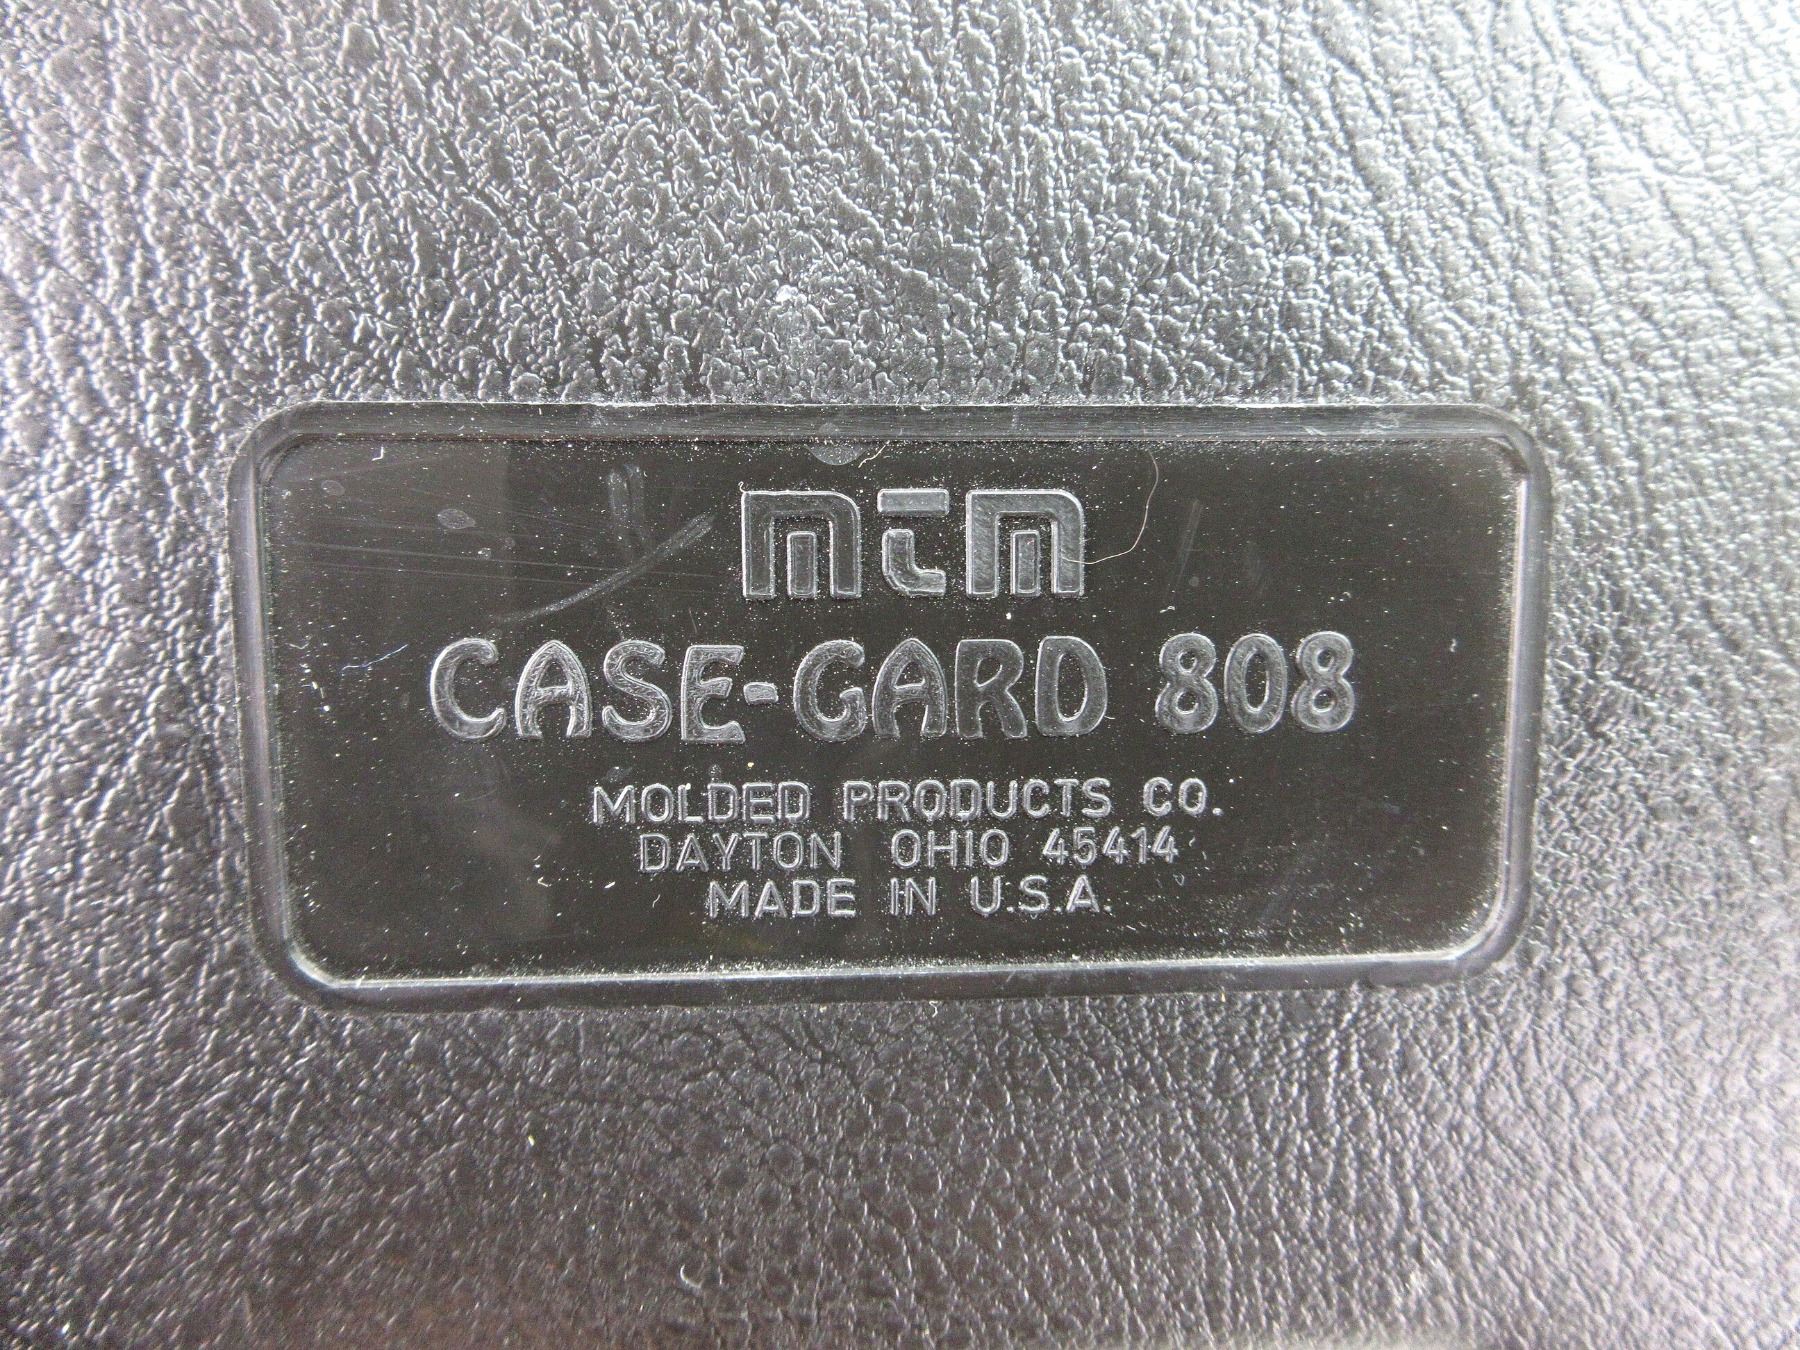 MTM
CASE-GARD 808
MOLDED PRODUCTS CO.
DAYTON OHIO 45414
MADE IN U.S.A.